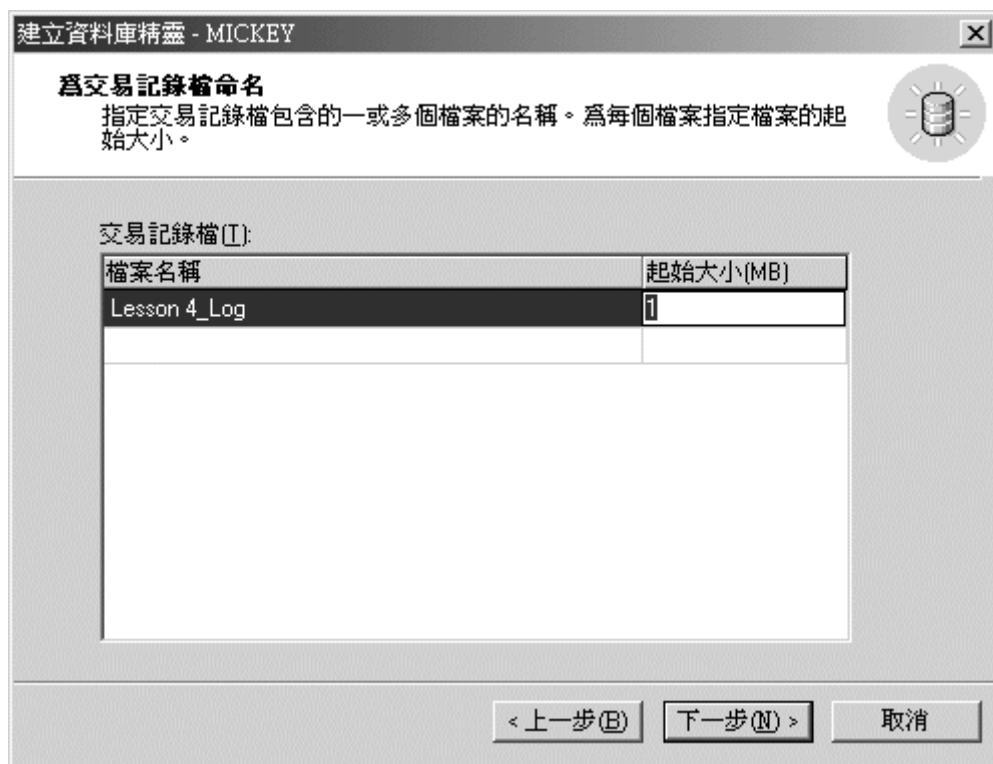 建立資料庫精靈 - MICKEY
為交易記錄檔命名
指定交易記錄檔包含的一或多個檔案的名稱。為每個檔案指定檔案的起
始大小。
交易記錄檔(T):
檔案名稱 起始大小(MB)
Lesson 4_Log 1
< 上一步(B) 下一步(N) > 取消